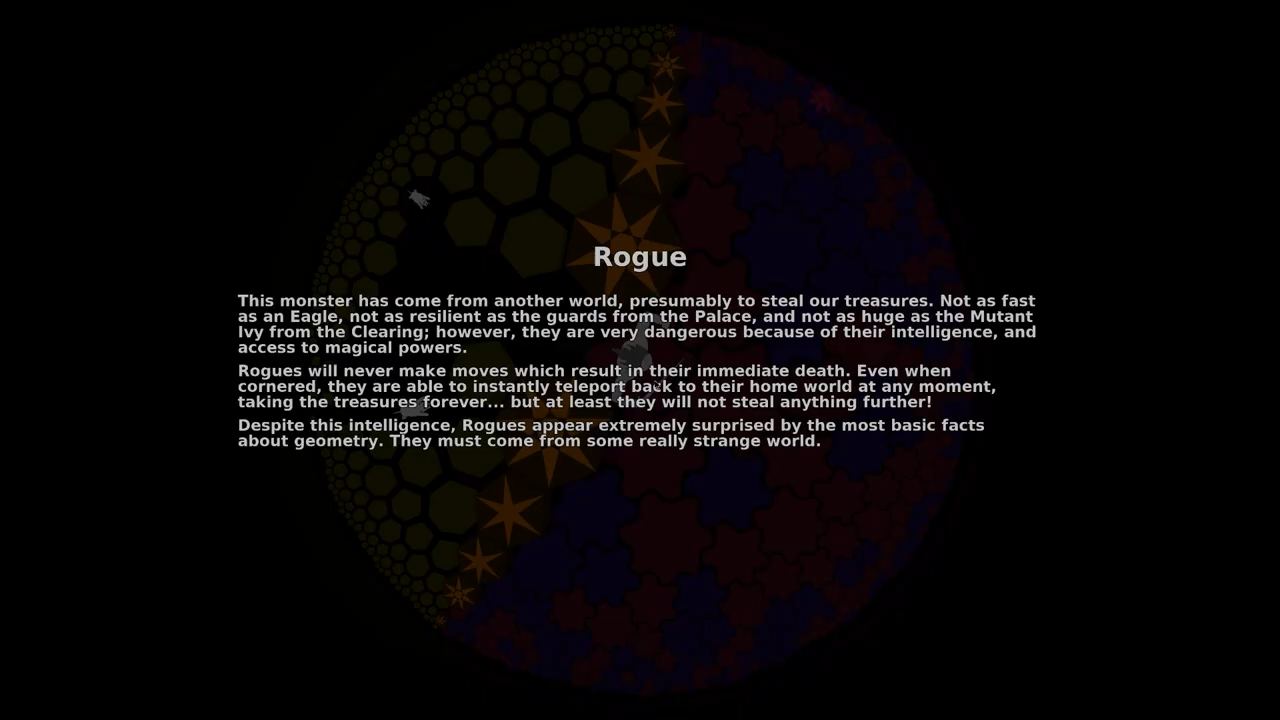 Rogue
This monster has come from another world, presumably to steal our treasures. Not as fast
as an Eagle, not as resilient as the guards from the Palace, and not as huge as the Mutant
Ivy from the Clearing; however, they are very dangerous because of their intelligence, and
access to magical powers.
Rogues will never make moves which result in their immediate death. Even when
cornered, they are able to instantly teleport back to their home world at any moment,
taking the treasures forever... but at least they will not steal anything further!
Despite this intelligence, Rogues appear extremely surprised by the most basic facts
about geometry. They must come from some really strange world.